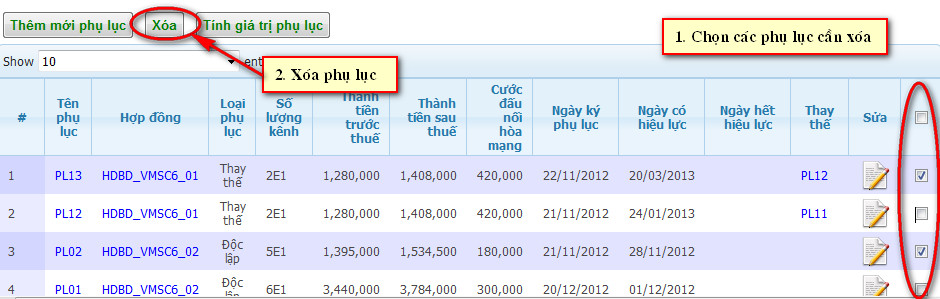 Thêm mới phụ lục Xóa Tính giá trị phụ lục
1. Chọn các phụ lục cần xóa
Show 10 ent
2. Xóa phụ lục
# Tên phụ lục Hợp đồng Loại phụ lục Số lượng kênh Thành tiền trước thuế Thành tiền sau thuế Cước đấu nối hòa mạng Ngày ký phụ lục Ngày có hiệu lực Ngày hết hiệu lực Thay thế Sửa
1 PL13 HDBD_VMSC6_01 Thay thế 2E1 1,280,000 1,408,000 420,000 22/11/2012 20/03/2013 PL12
2 PL12 HDBD_VMSC6_01 Thay thế 2E1 1,280,000 1,408,000 420,000 21/11/2012 24/01/2013 PL11
3 PL02 HDBD_VMSC6_02 Độc lập 5E1 1,395,000 1,534,500 180,000 21/11/2012 28/11/2012
4 PL01 HDBD_VMSC6_02 Độc lập 6E1 3,440,000 3,784,000 300,000 20/12/2012 01/12/2012